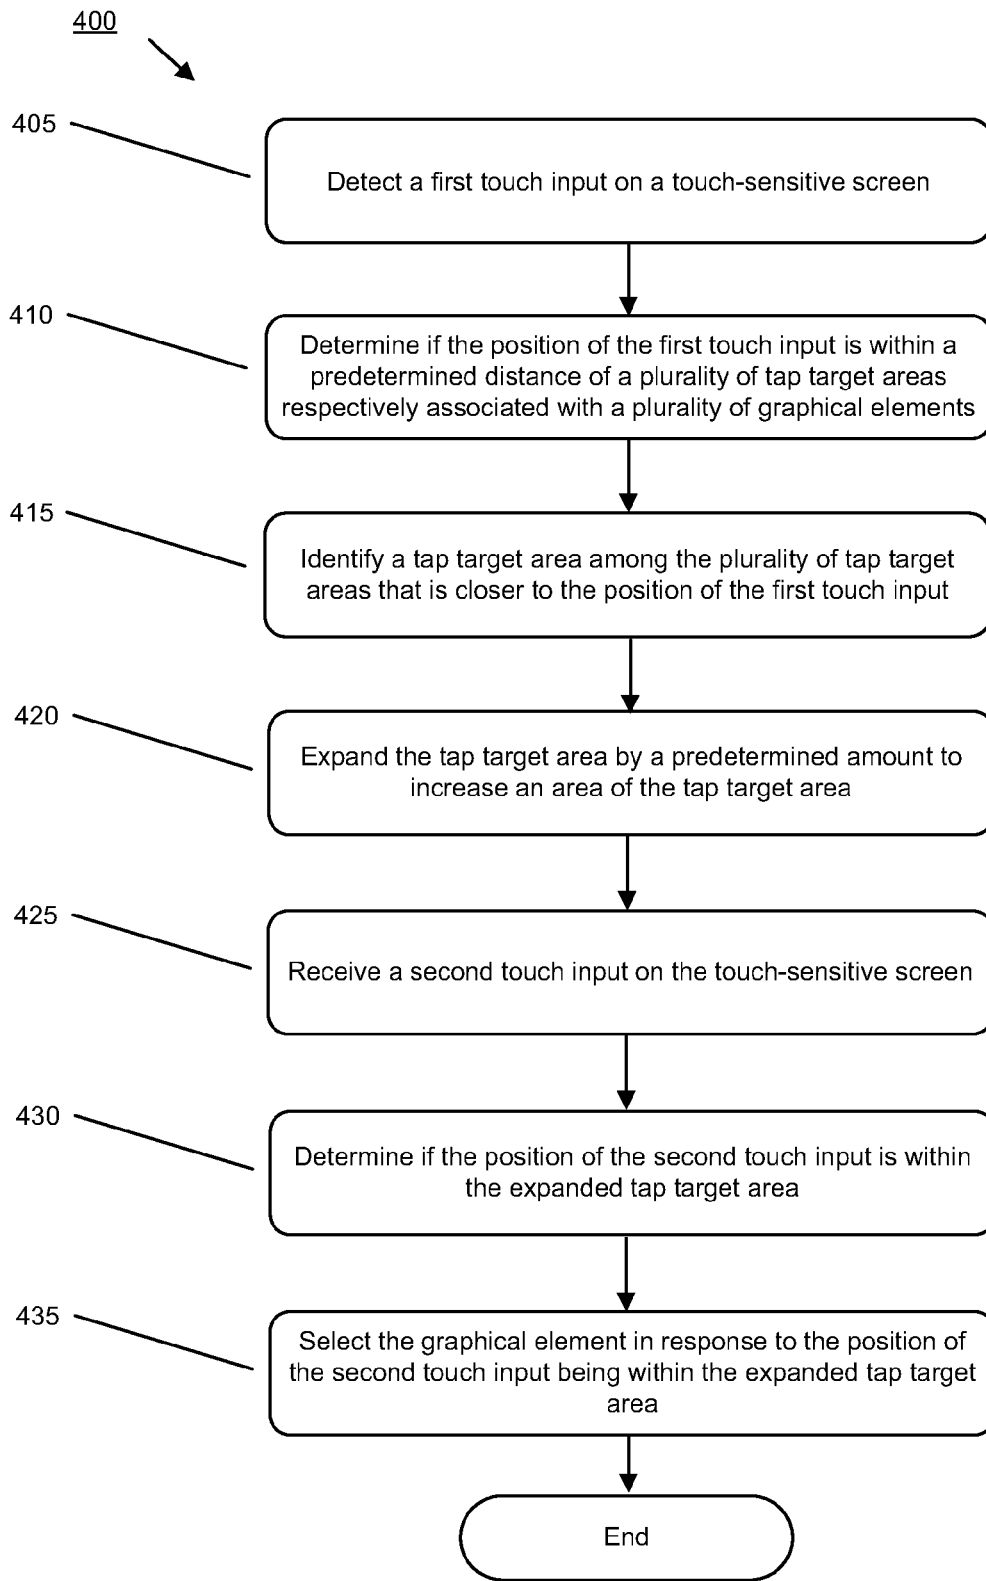 400
405
Detect a first touch input on a touch-sensitive screen
410
Determine if the position of the first touch input is within a
predetermined distance of a plurality of tap target areas
respectively associated with a plurality of graphical elements
415
Identify a tap target area among the plurality of tap target
areas that is closer to the position of the first touch input
420
Expand the tap target area by a predetermined amount to
increase an area of the tap target area
425
Receive a second touch input on the touch-sensitive screen
430
Determine if the position of the second touch input is within
the expanded tap target area
435
Select the graphical element in response to the position of
the second touch input being within the expanded tap target
area
End